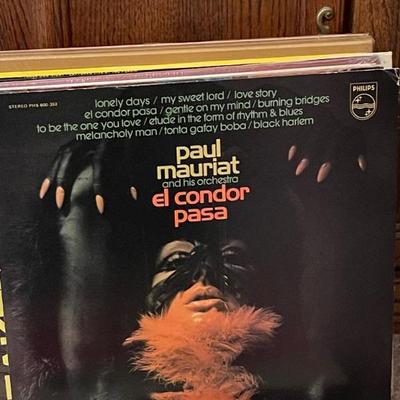 STEREO PHS 600-352
lonely days / my sweet lord / love story
el condor pasa / gentle on my mind / burning bridges
to be the one you love / etude in the form of rhythm & blues
melancholy man / tonta gafay boba / black harlem
PHILIPS
paul
mauriat
and his orchestra
el condor
pasa